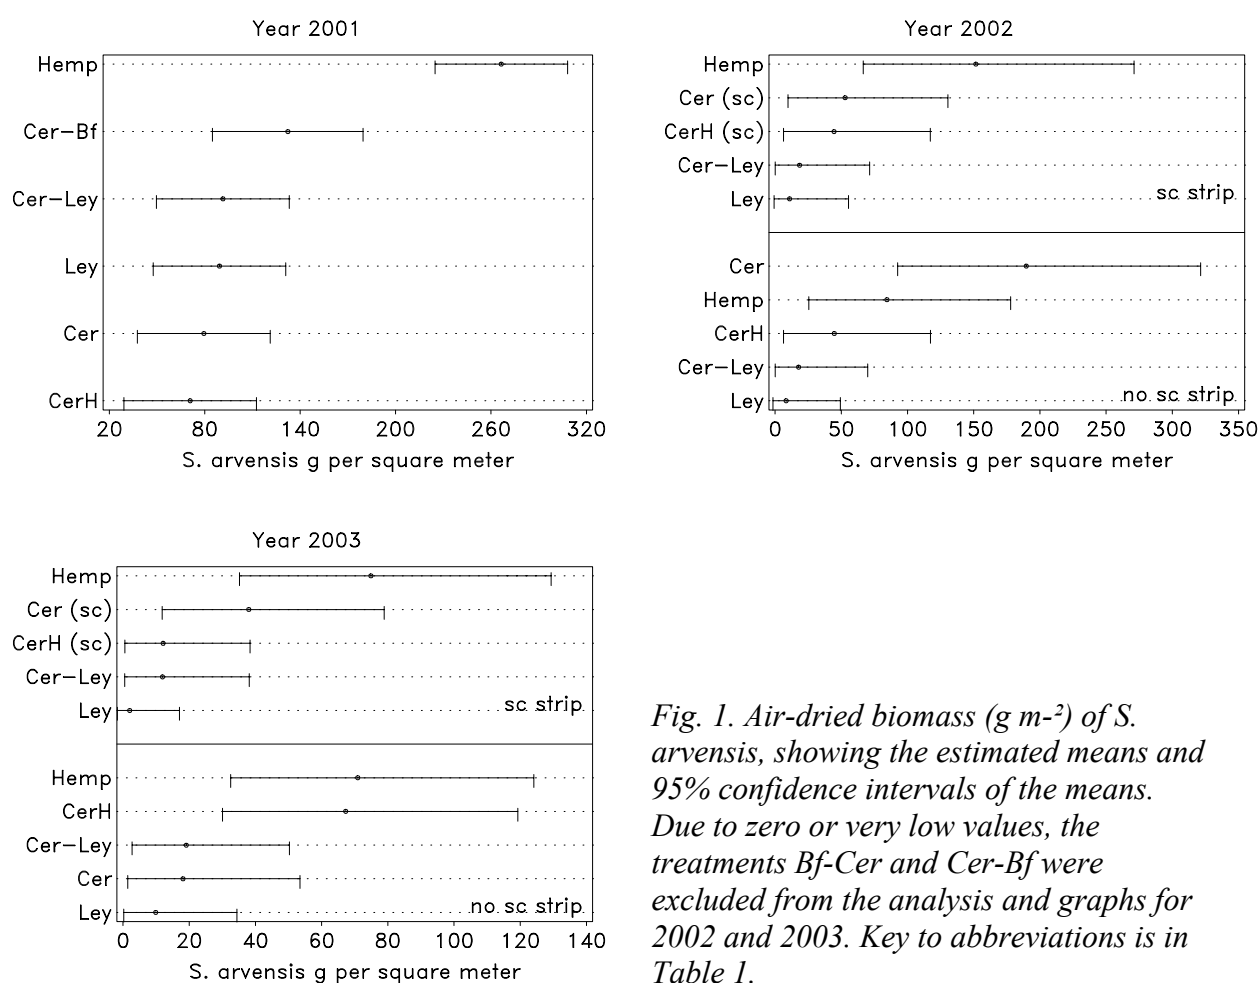 Year 2001
Hemp
Cer-Bf
Cer-Ley
Ley
Cer
CerH
20 80 140 200 260 320
S. arvensis g per square meter
Year 2002
Hemp
Cer (sc)
CerH (sc)
Cer-Ley
Ley
sc strip
Cer
Hemp
CerH
Cer-Ley
Ley
no sc strip
0 50 100 150 200 250 300 350
S. arvensis g per square meter
Year 2003
Hemp
Cer (sc)
CerH (sc)
Cer-Ley
Ley
sc strip
Hemp
CerH
Cer-Ley
Cer
Ley
no sc strip
0 20 40 60 80 100 120 140
S. arvensis g per square meter
Fig. 1. Air-dried biomass (g m-²) of S.
arvensis, showing the estimated means and
95% confidence intervals of the means.
Due to zero or very low values, the
treatments Bf-Cer and Cer-Bf were
excluded from the analysis and graphs for
2002 and 2003. Key to abbreviations is in
Table 1.